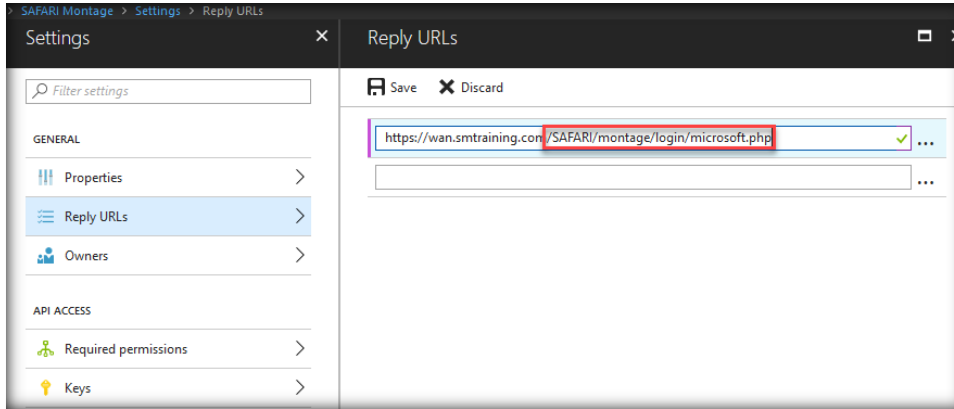 > SAFARI Montage > Settings > Reply URLs
Settings
Filter settings
GENERAL
Properties
Reply URLs
Owners
API ACCESS
Required permissions
Keys
Reply URLs
Save Discard
https://wan.smtraining.com/SAFARI/montage/login/microsoft.php